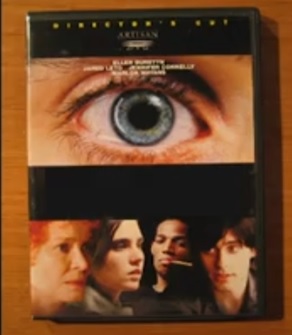 DIRECTOR'S CUT
ARTISAN
ELLEN BURSTYN
JARED LETO JENNIFER CONNELLY
MARLON WAYANS